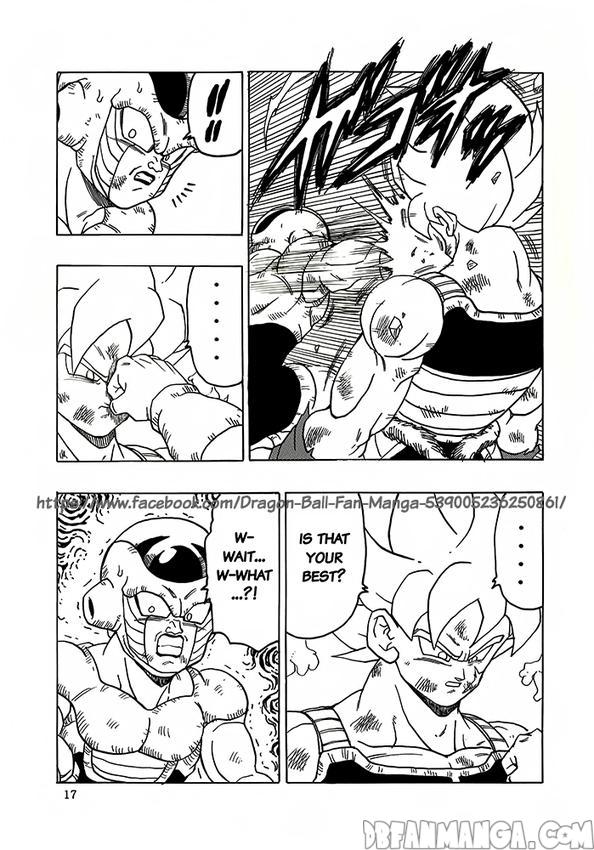 !!
......
....
https://www.facebook.com/Dragon-Ball-Fan-Manga-539005236250861/
....
IS THAT
YOUR
BEST?
W-
WAIT...
W-WHAT
...?!
17
DBFANMANGA.COM